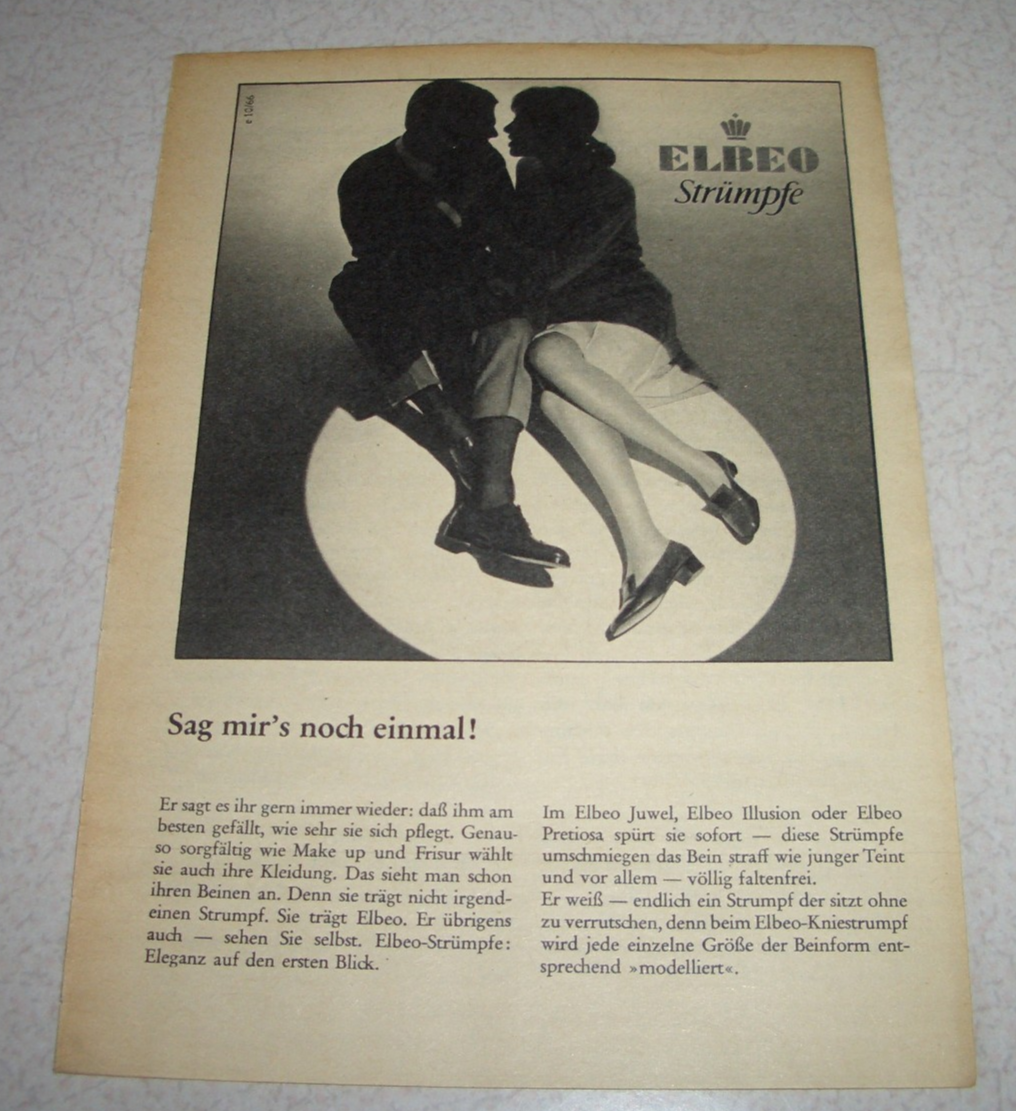 e 10/66
ELBEO
Strümpfe
Sag mir's noch einmal!
Er sagt es ihr gern immer wieder: daß ihm am
besten gefällt, wie sehr sie sich pflegt. Genau-
so sorgfältig wie Make up und Frisur wählt
sie auch ihre Kleidung. Das sieht man schon
ihren Beinen an. Denn sie trägt nicht irgend-
einen Strumpf. Sie trägt Elbeo. Er übrigens
auch — sehen Sie selbst. Elbeo-Strümpfe:
Eleganz auf den ersten Blick.
Im Elbeo Juwel, Elbeo Illusion oder Elbeo
Pretiosa spürt sie sofort — diese Strümpfe
umschmiegen das Bein straff wie junger Teint
und vor allem — völlig faltenfrei.
Er weiß — endlich ein Strumpf der sitzt ohne
zu verrutschen, denn beim Elbeo-Kniestrumpf
wird jede einzelne Größe der Beinform ent-
sprechend »modelliert«.